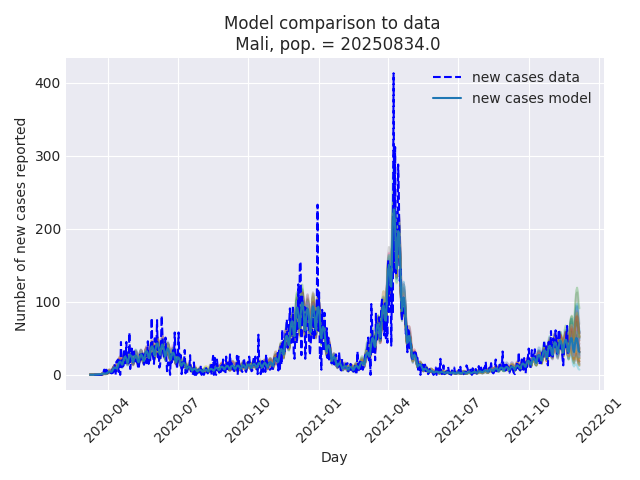 Model comparison to data
Mali, pop. = 20250834.0
new cases data
new cases model
Number of new cases reported
400
300
200
100
0
2020-04
2020-07
2020-10
2021-01
2021-04
2021-07
2021-10
2022-01
Day